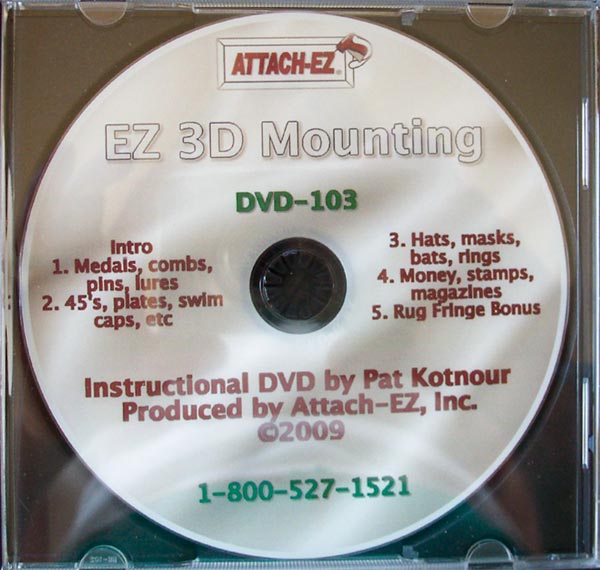 ATTACH-EZ®
EZ 3D Mounting
DVD-103
Intro
1. Medals, combs,
pins, lures
2. 45's, plates, swim
caps, etc
3. Hats, masks,
bats, rings
4. Money, stamps,
magazines
5. Rug Fringe Bonus
Instructional DVD by Pat Kotnour
Produced by Attach-EZ, Inc.
©2009
1-800-527-1521